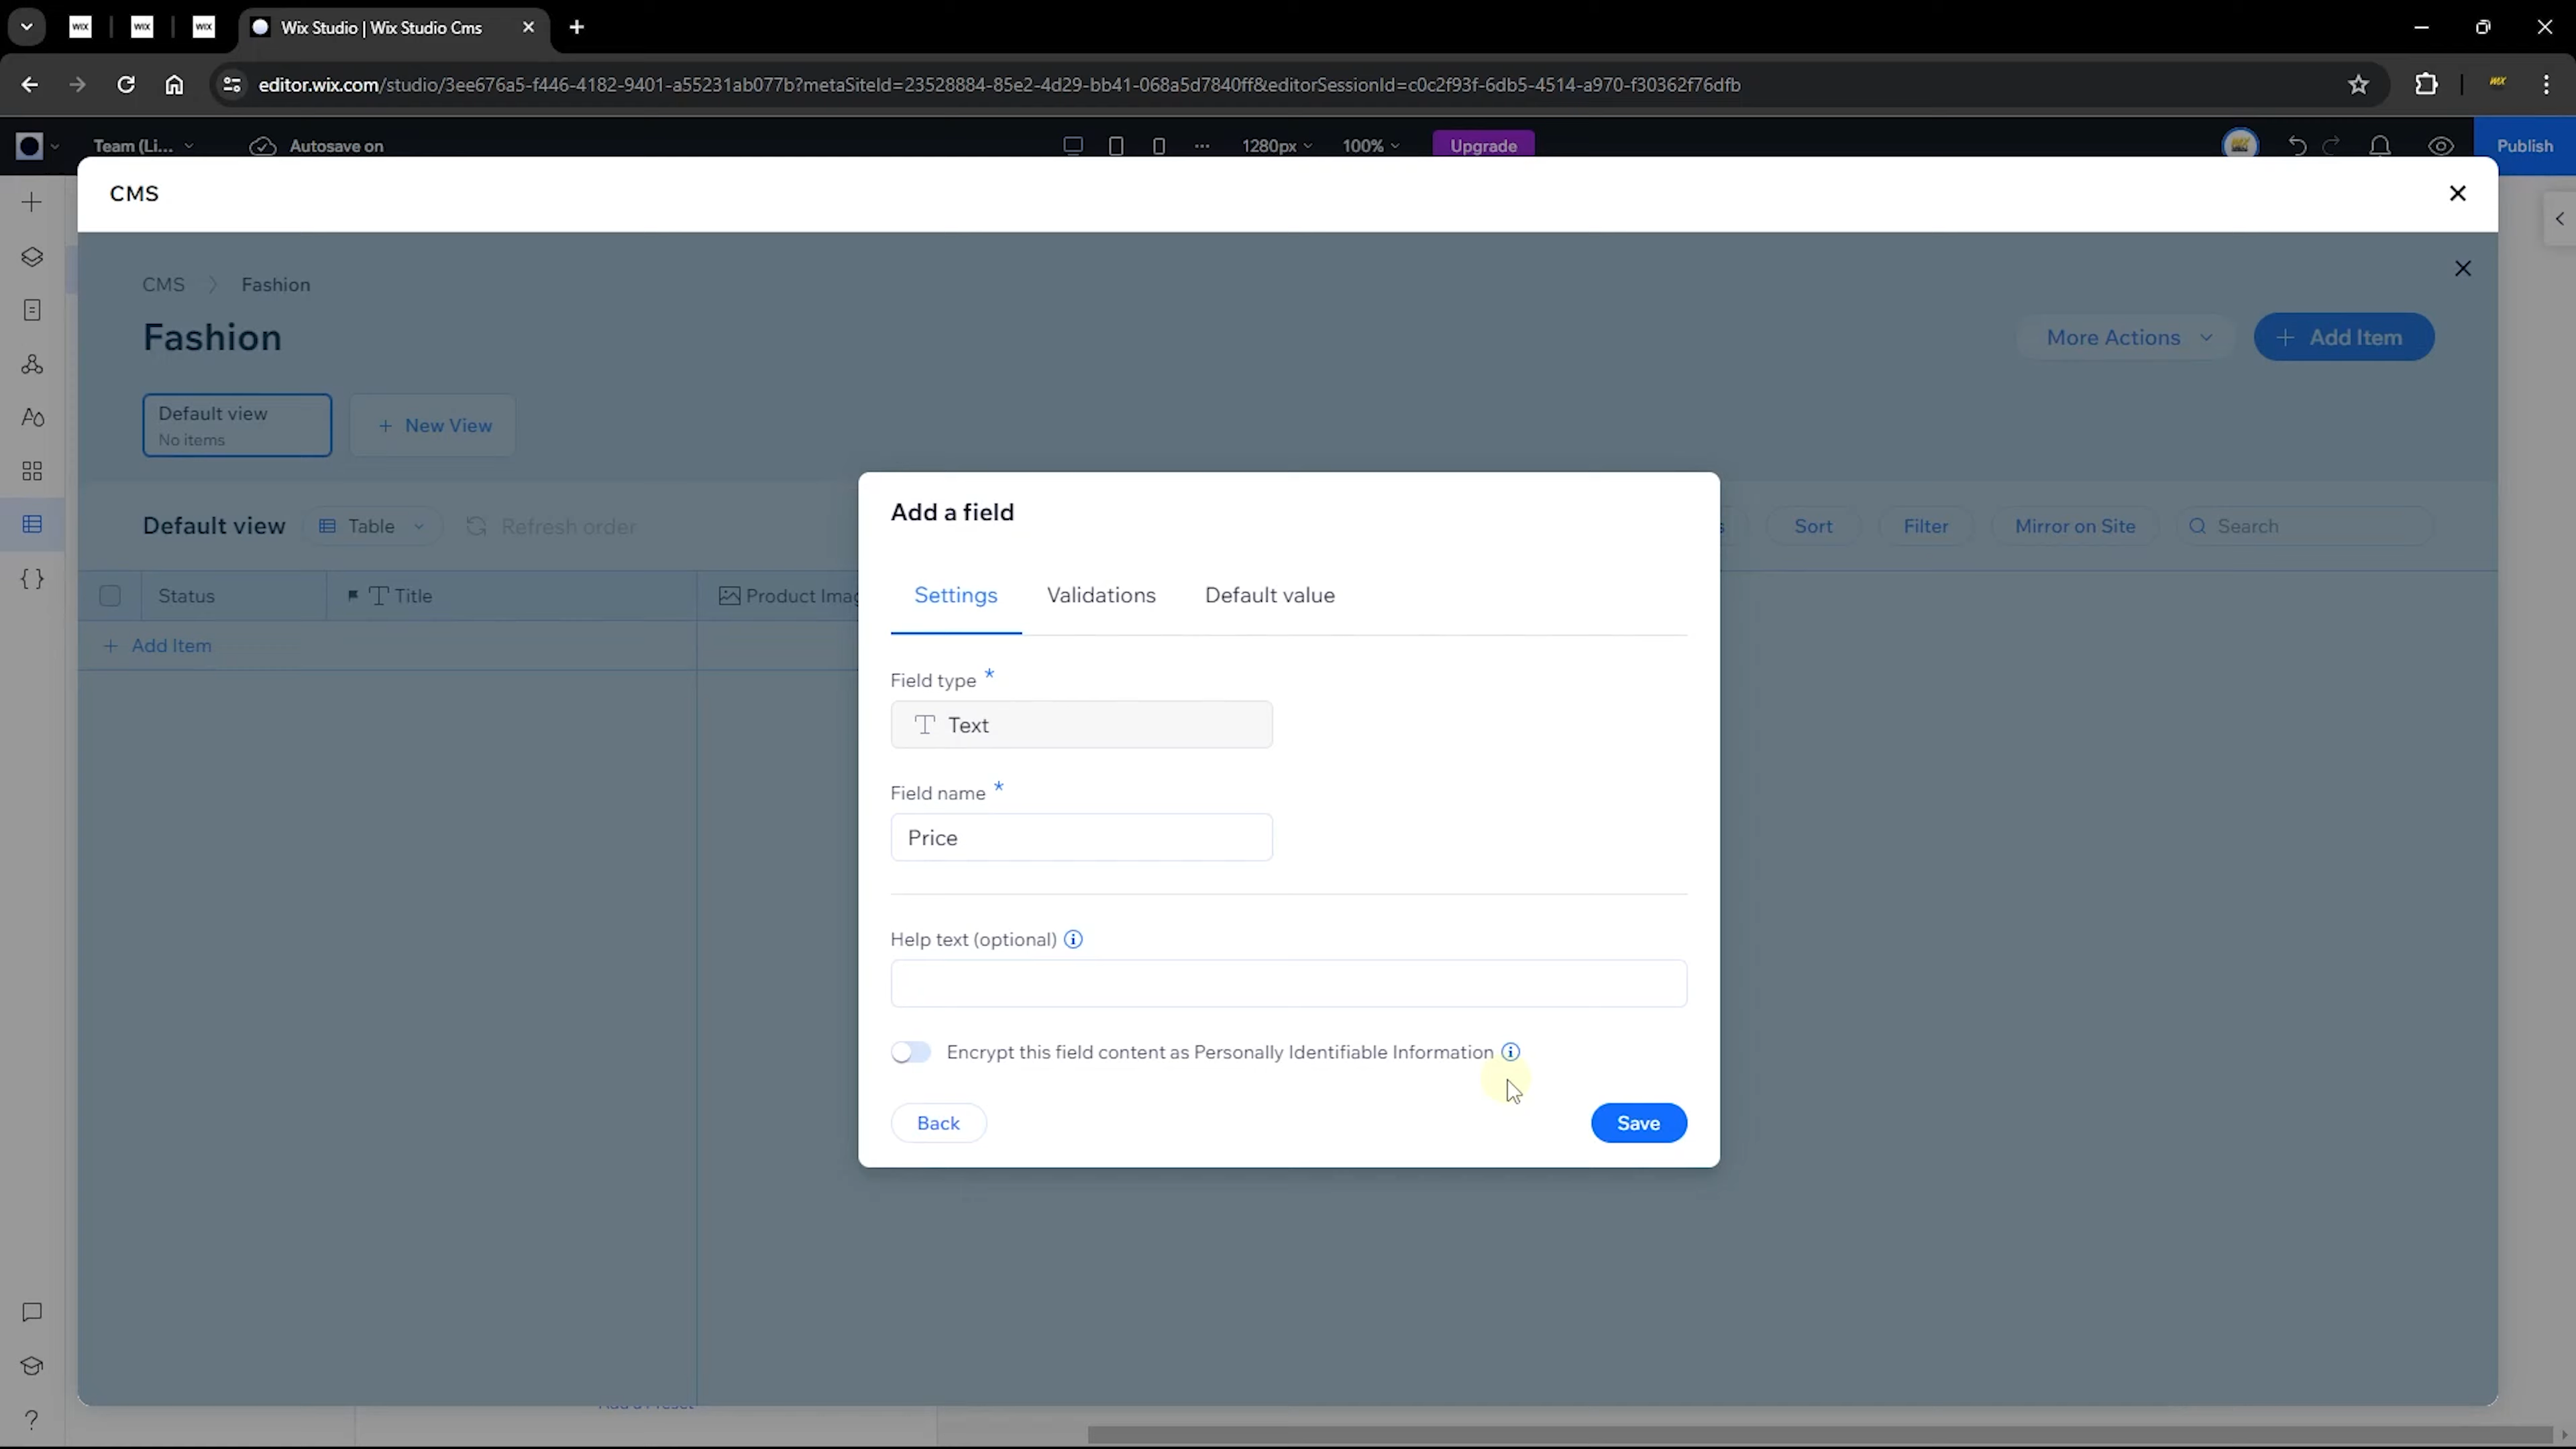 WIX
WIX
WIX
Wix Studio | Wix Studio Cms
editor.wix.com/studio/3ee676a5-f446-4182-9401-a55231ab077b?metaSiteId=23528884-85e2-4d29-bb41-068a5d7840ff&editorSessionId=c0c2f93f-6db5-4514-a970-f30362f76dfb
Team (Li...
Autosave on
1280px
100%
Upgrade
Publish
CMS
CMS > Fashion
Fashion
More Actions
+ Add Item
Default view
No items
+ New View
Default view
Table
Refresh order
Sort
Filter
Mirror on Site
Search
Status
Title
Product Imag
+ Add Item
Add a field
Settings
Validations
Default value
Field type *
Text
Field name *
Price
Help text (optional)
Encrypt this field content as Personally Identifiable Information
Back
Save